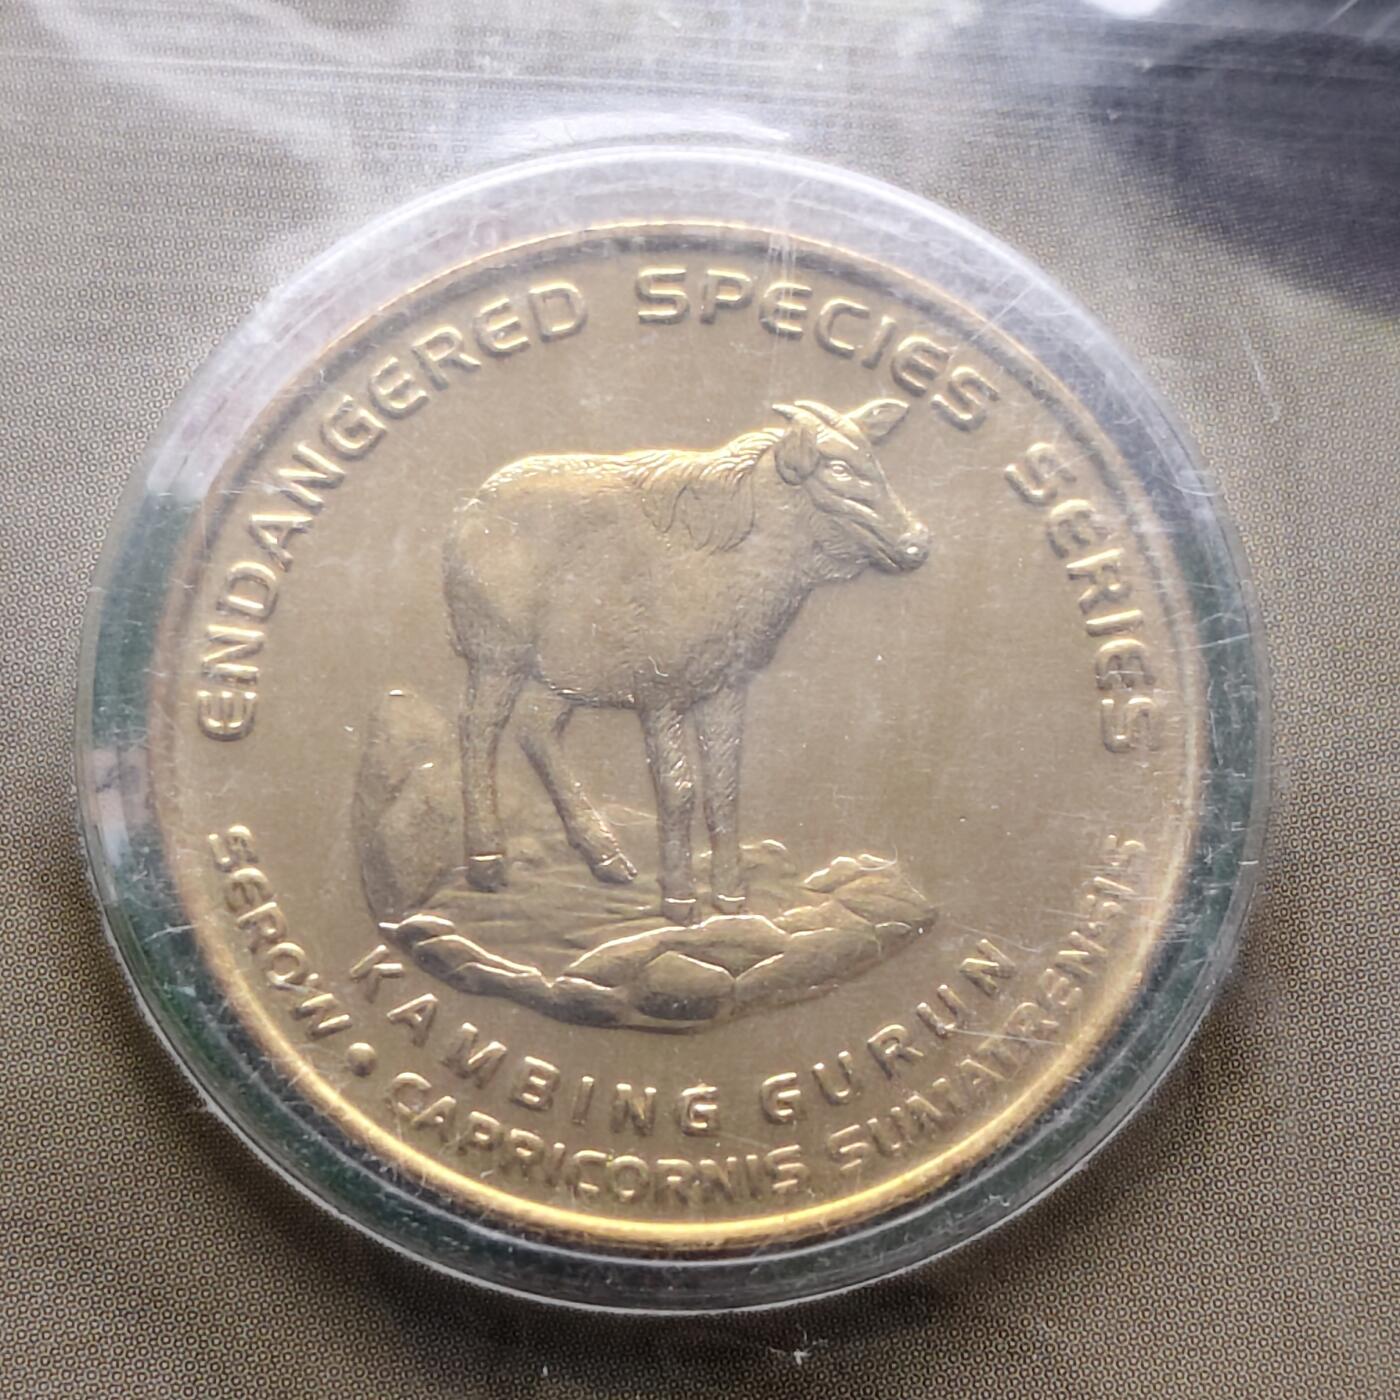 ENDANGERED SPECIES SERIES
KAMBING GURUN
SEROW • CAPRICORNIS SUMATRENSIS